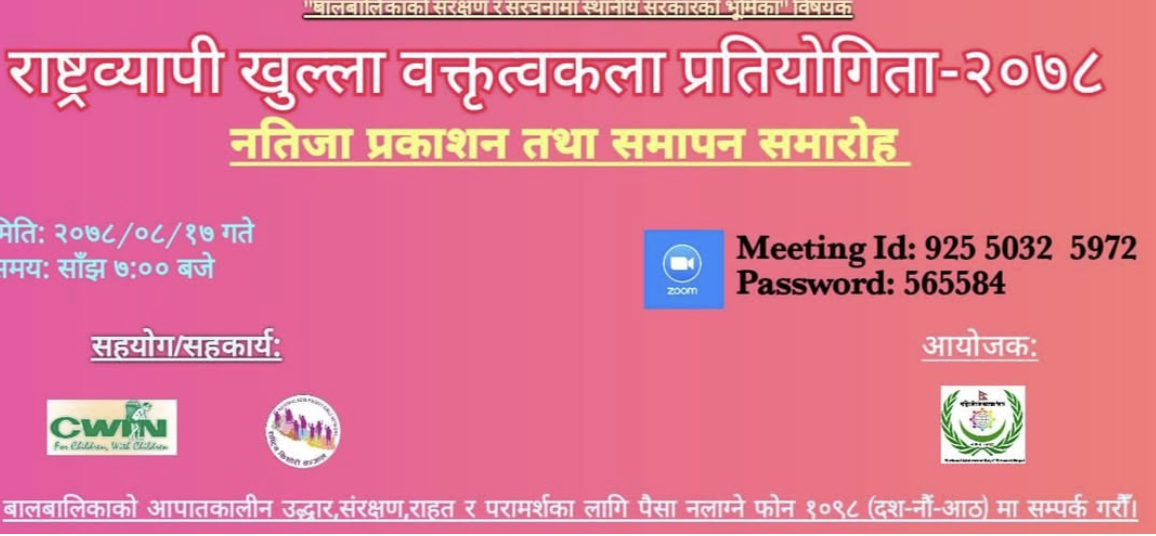 "बालबालिकाको संरक्षण र संरचनामा स्थानीय सरकारको भूमिका" विषयक
राष्ट्रव्यापी खुल्ला वक्तृत्वकला प्रतियोगिता-२०७८
नतिजा प्रकाशन तथा समापन समारोह
मिति: २०७८/०८/१७ गते
समय: साँझ ७:०० बजे
zoom
Meeting Id: 925 5032 5972
Password: 565584
सहयोग/सहकार्य:
आयोजक:
CWIN
For Children, With Children
बालबालिकाको आपातकालीन उद्धार,संरक्षण,राहत र परामर्शका लागि पैसा नलाग्ने फोन १०९८ (दश-नौं-आठ) मा सम्पर्क गरौँ।